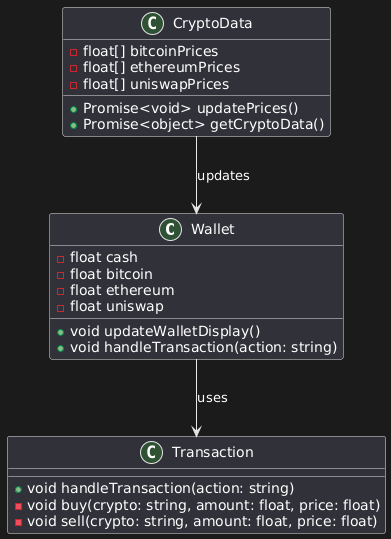 C CryptoData
float[] bitcoinPrices
float[] ethereumPrices
float[] uniswapPrices
Promise<void> updatePrices()
Promise<object> getCryptoData()
updates
C Wallet
float cash
float bitcoin
float ethereum
float uniswap
void updateWalletDisplay()
void handleTransaction(action: string)
uses
C Transaction
void handleTransaction(action: string)
void buy(crypto: string, amount: float, price: float)
void sell(crypto: string, amount: float, price: float)